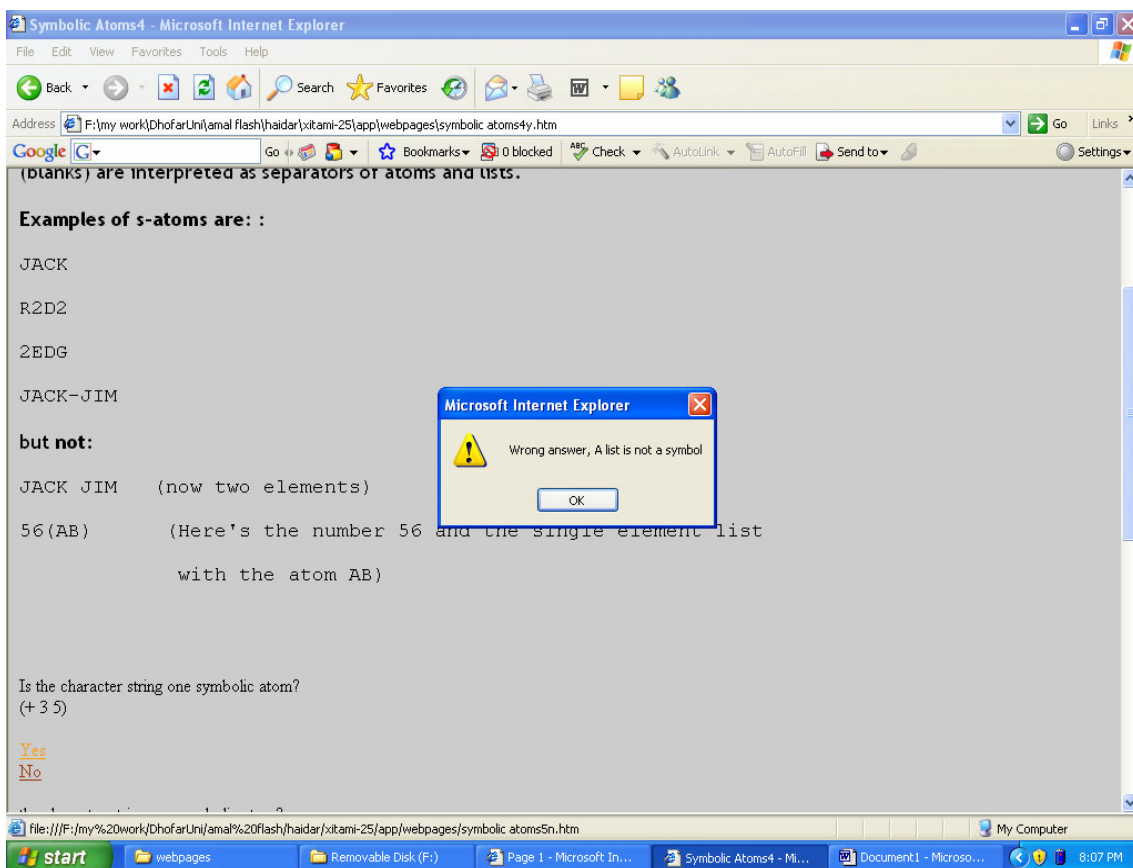 Symbolic Atoms4 - Microsoft Internet Explorer
File Edit View Favorites Tools Help
Back Search Favorites
Address F:\my work\DhofarUni\amal flash\haidar\xitami-25\app\webpages\symbolic atoms4y.htm Go Links
Google G Go Bookmarks 0 blocked ABC Check AutoLink AutoFill Send to Settings
(blanks) are interpreted as separators of atoms and lists.
Examples of s-atoms are: :
JACK
R2D2
2EDG
JACK-JIM
Microsoft Internet Explorer
Wrong answer, A list is not a symbol
OK
but not:
JACK JIM (now two elements)
56(AB) (Here's the number 56 and the single element list
with the atom AB)
Is the character string one symbolic atom?
(+ 3 5)
Yes
No
file:///F:/my%20work/DhofarUni/amal%20flash/haidar/xitami-25/app/webpages/symbolic atoms5n.htm My Computer
start webpages Removable Disk (F:) Page 1 - Microsoft In... Symbolic Atoms4 - Mi... Document1 - Microso... 8:07 PM